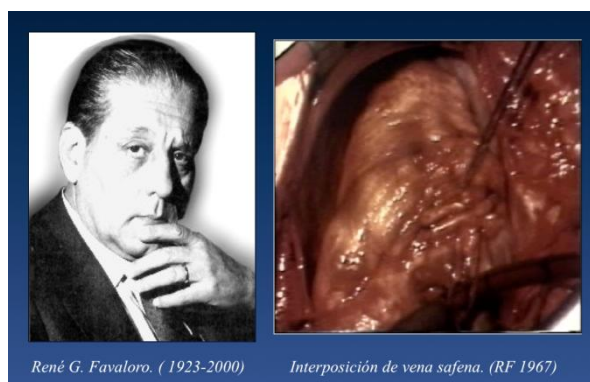 René G. Favaloro. ( 1923-2000)
Interposición de vena safena. (RF 1967)